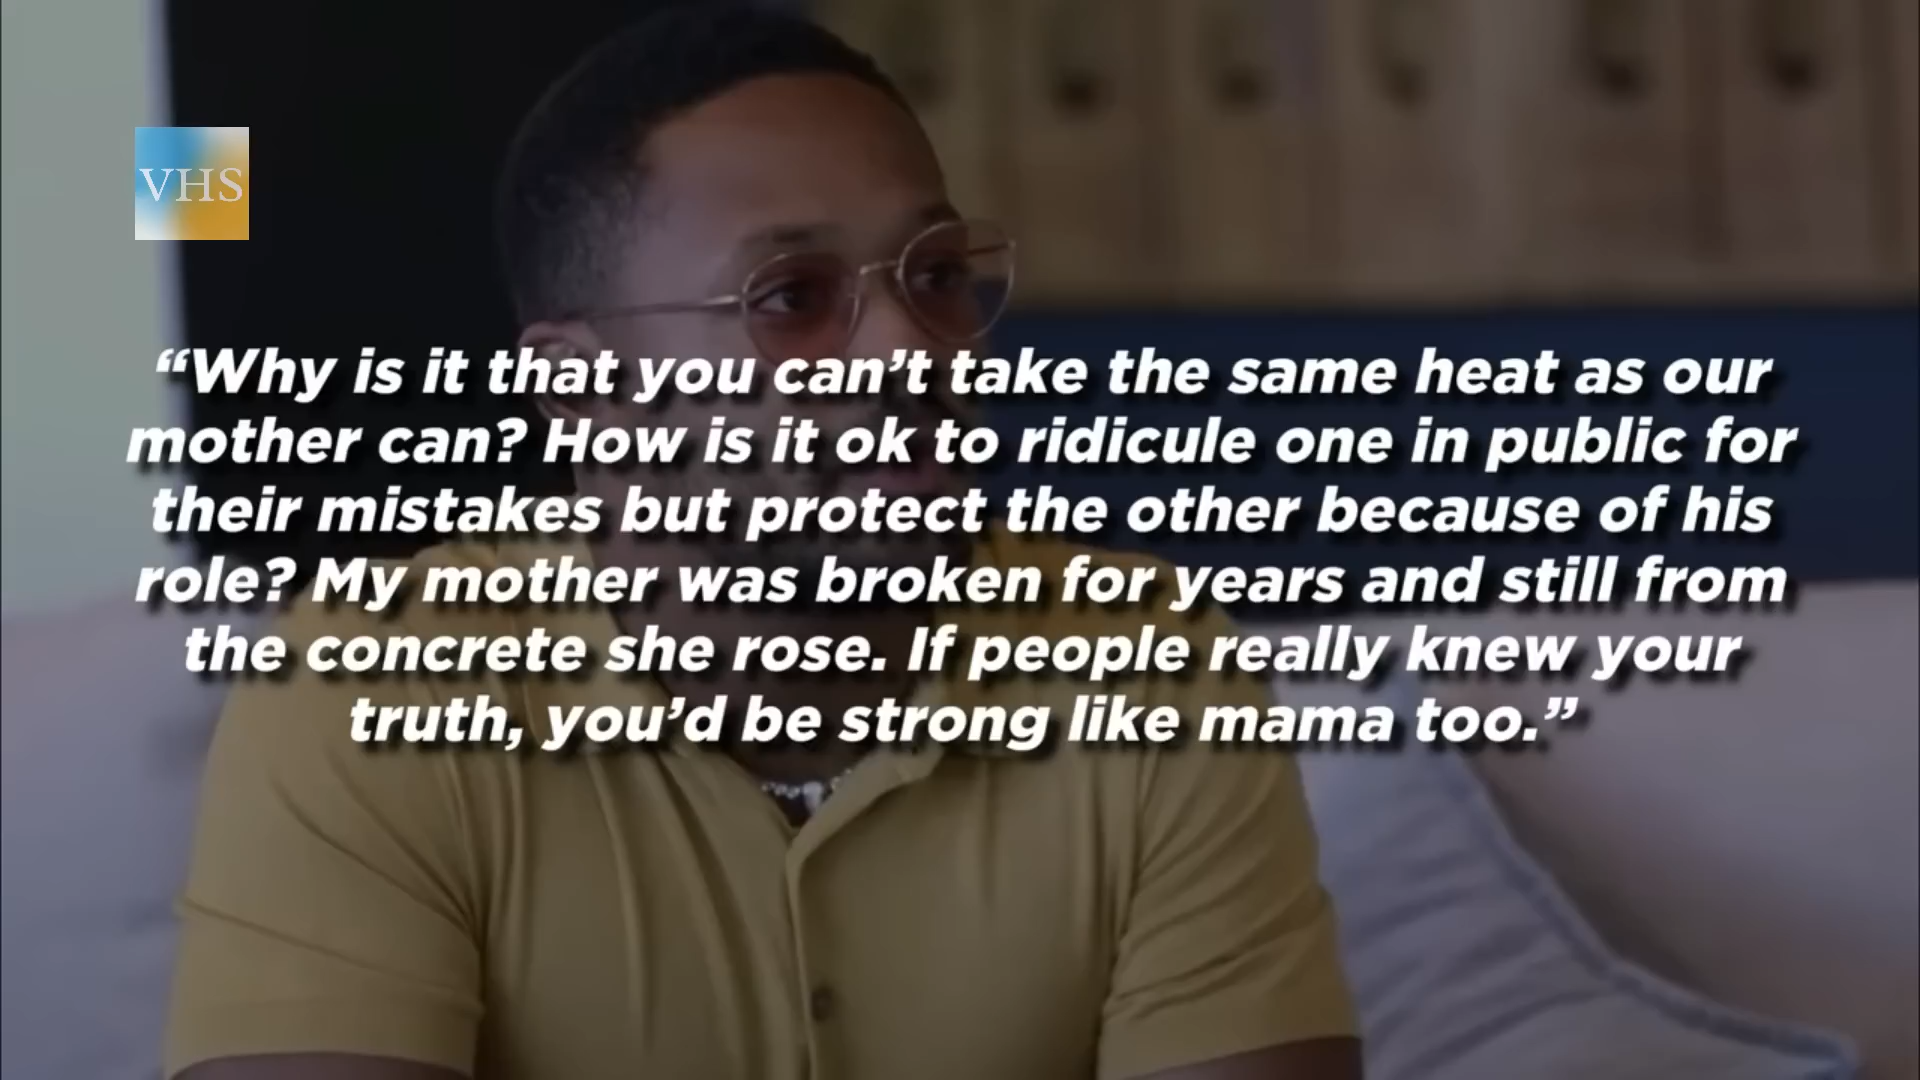 VHS
“Why is it that you can’t take the same heat as our
mother can? How is it ok to ridicule one in public for
their mistakes but protect the other because of his
role? My mother was broken for years and still from
the concrete she rose. If people really knew your
truth, you’d be strong like mama too.”